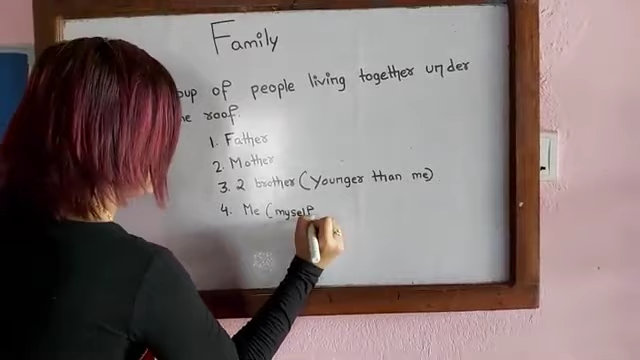 Family
of people living together under
roof.
1. Father
2. Mother
3. 2 brother (Younger than me)
4. Me (myself